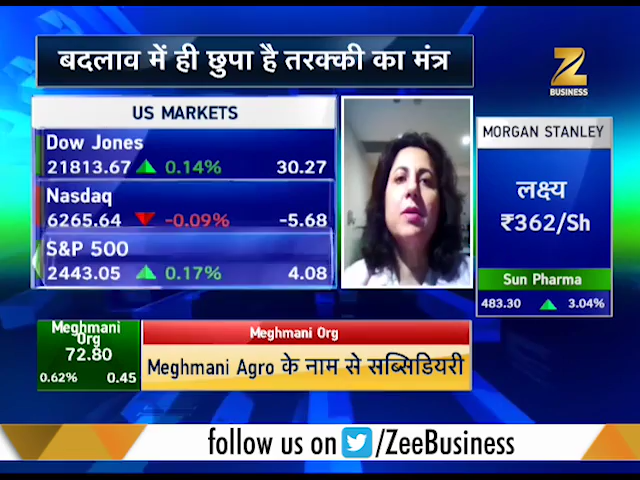 बदलाव में ही छुपा है तरक्की का मंत्र
Z
BUSINESS
US MARKETS
Dow Jones
21813.67 0.14% 30.27
Nasdaq
6265.64 -0.09% -5.68
S&P 500
2443.05 0.17% 4.08
MORGAN STANLEY
लक्ष्य
₹362/Sh
Sun Pharma
483.30 3.04%
Meghmani
Org
72.80
0.62% 0.45
Meghmani Org
Meghmani Agro के नाम से सब्सिडियरी
follow us on /ZeeBusiness